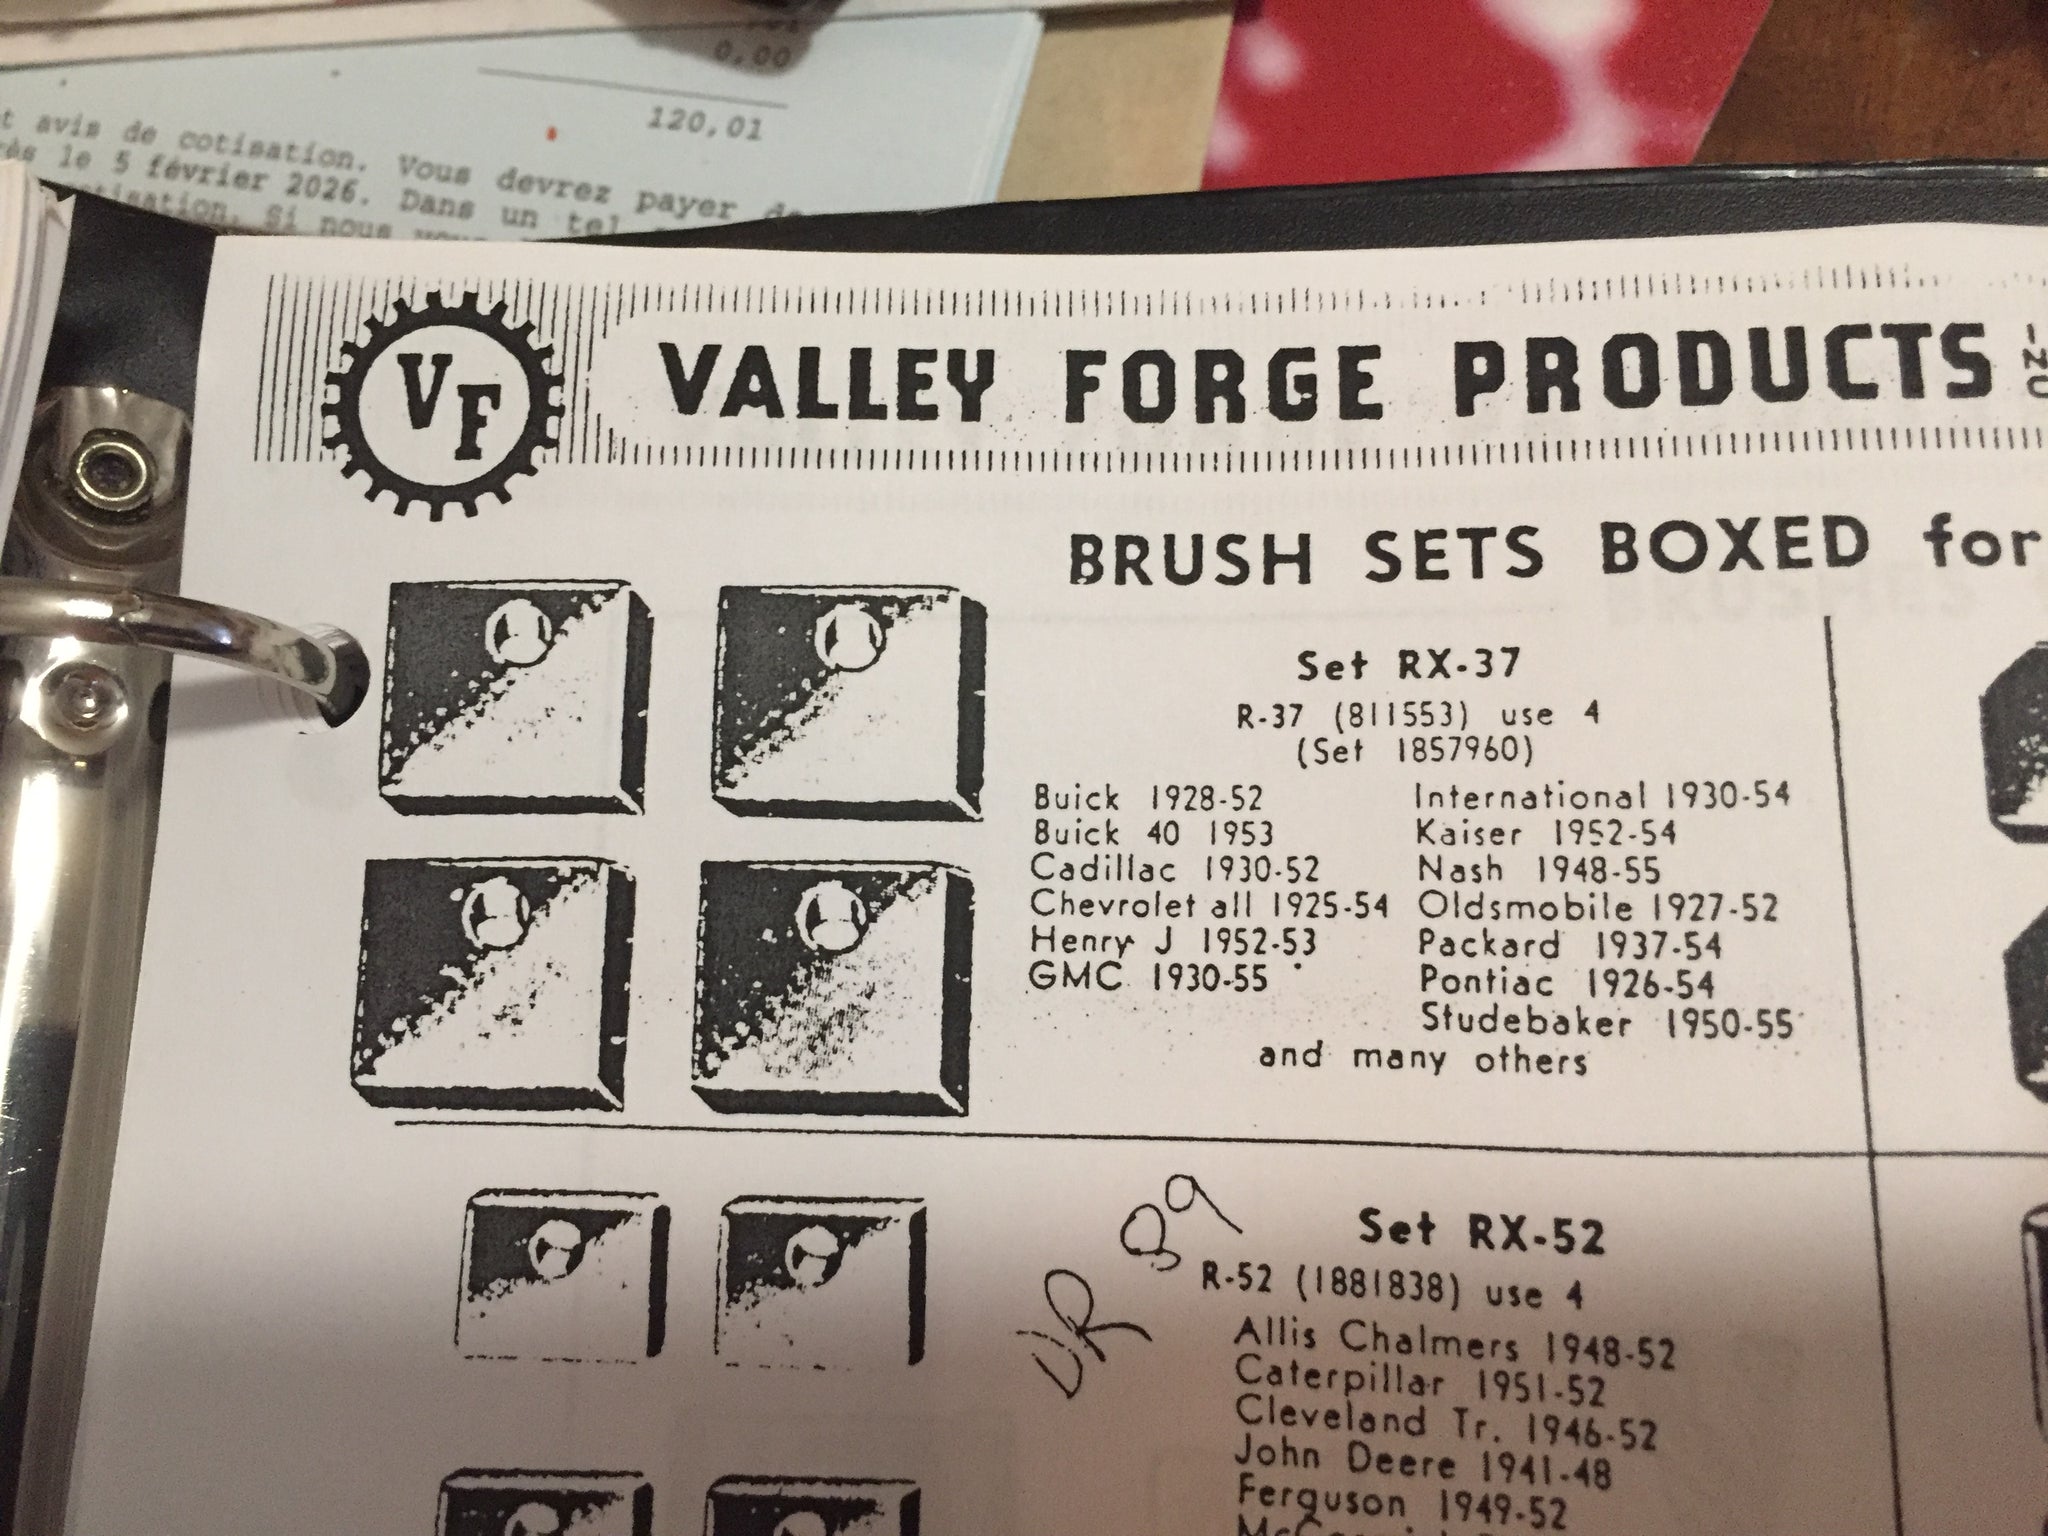 0,00
120,01
avis de cotisation. Vous devrez payer
le 5 février 2026. Dans un tel
Si nous
VF
VALLEY FORGE PRODUCTS
BRUSH SETS BOXED for
Set RX-37
R-37 (811553) use 4
(Set 1857960)
Buick 1928-52
Buick 40 1953
Cadillac 1930-52
Chevrolet all 1925-54
Henry J 1952-53
GMC 1930-55
International 1930-54
Kaiser 1952-54
Nash 1948-55
Oldsmobile 1927-52
Packard 1937-54
Pontiac 1926-54
Studebaker 1950-55
and many others
Set RX-52
R-52 (1881838) use 4
Allis Chalmers 1948-52
Caterpillar 1951-52
Cleveland Tr. 1946-52
John Deere 1941-48
Ferguson 1949-52